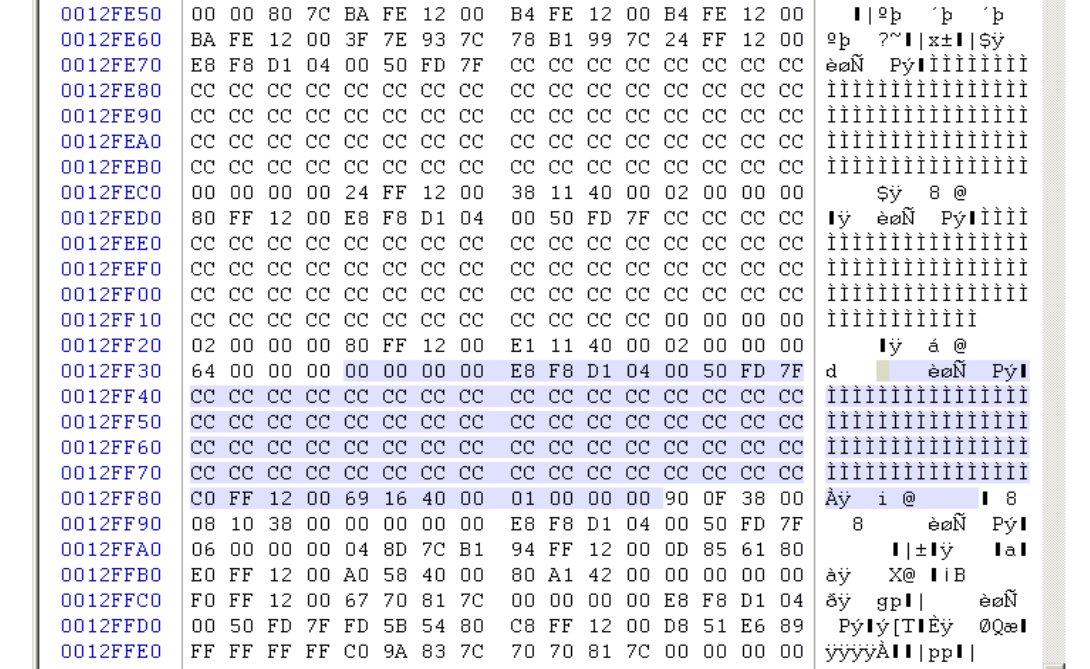 0012FE50 00 00 80 7C BA FE 12 00 B4 FE 12 00 B4 FE 12 00 ▌|ºþ ´þ ´þ
0012FE60 BA FE 12 00 3F 7E 93 7C 78 B1 99 7C 24 FF 12 00 ºþ ?~▌|x±▌|$ÿ
0012FE70 E8 F8 D1 04 00 50 FD 7F CC CC CC CC CC CC CC CC èøÑ Pý▌ÌÌÌÌÌÌÌÌ
0012FE80 CC CC CC CC CC CC CC CC CC CC CC CC CC CC CC CC ÌÌÌÌÌÌÌÌÌÌÌÌÌÌÌÌ
0012FE90 CC CC CC CC CC CC CC CC CC CC CC CC CC CC CC CC ÌÌÌÌÌÌÌÌÌÌÌÌÌÌÌÌ
0012FEA0 CC CC CC CC CC CC CC CC CC CC CC CC CC CC CC CC ÌÌÌÌÌÌÌÌÌÌÌÌÌÌÌÌ
0012FEB0 CC CC CC CC CC CC CC CC CC CC CC CC CC CC CC CC ÌÌÌÌÌÌÌÌÌÌÌÌÌÌÌÌ
0012FEC0 00 00 00 00 24 FF 12 00 38 11 40 00 02 00 00 00 $ÿ 8 @
0012FED0 80 FF 12 00 E8 F8 D1 04 00 50 FD 7F CC CC CC CC ▌ÿ èøÑ Pý▌ÌÌÌÌ
0012FEE0 CC CC CC CC CC CC CC CC CC CC CC CC CC CC CC CC ÌÌÌÌÌÌÌÌÌÌÌÌÌÌÌÌ
0012FEF0 CC CC CC CC CC CC CC CC CC CC CC CC CC CC CC CC ÌÌÌÌÌÌÌÌÌÌÌÌÌÌÌÌ
0012FF00 CC CC CC CC CC CC CC CC CC CC CC CC CC CC CC CC ÌÌÌÌÌÌÌÌÌÌÌÌÌÌÌÌ
0012FF10 CC CC CC CC CC CC CC CC CC CC CC CC 00 00 00 00 ÌÌÌÌÌÌÌÌÌÌÌÌ
0012FF20 02 00 00 00 80 FF 12 00 E1 11 40 00 02 00 00 00 ▌ÿ á @
0012FF30 64 00 00 00 00 00 00 00 E8 F8 D1 04 00 50 FD 7F d èøÑ Pý▌
0012FF40 CC CC CC CC CC CC CC CC CC CC CC CC CC CC CC CC ÌÌÌÌÌÌÌÌÌÌÌÌÌÌÌÌ
0012FF50 CC CC CC CC CC CC CC CC CC CC CC CC CC CC CC CC ÌÌÌÌÌÌÌÌÌÌÌÌÌÌÌÌ
0012FF60 CC CC CC CC CC CC CC CC CC CC CC CC CC CC CC CC ÌÌÌÌÌÌÌÌÌÌÌÌÌÌÌÌ
0012FF70 CC CC CC CC CC CC CC CC CC CC CC CC CC CC CC CC ÌÌÌÌÌÌÌÌÌÌÌÌÌÌÌÌ
0012FF80 C0 FF 12 00 69 16 40 00 01 00 00 00 90 0F 38 00 Àÿ i @ ▌ 8
0012FF90 08 10 38 00 00 00 00 00 E8 F8 D1 04 00 50 FD 7F 8 èøÑ Pý▌
0012FFA0 06 00 00 00 04 8D 7C B1 94 FF 12 00 0D 85 61 80 ▌|±▌ÿ ▌a▌
0012FFB0 E0 FF 12 00 A0 58 40 00 80 A1 42 00 00 00 00 00 àÿ X@ ▌¡B
0012FFC0 F0 FF 12 00 67 70 81 7C 00 00 00 00 E8 F8 D1 04 ðÿ gp▌| èøÑ
0012FFD0 00 50 FD 7F FD 5B 54 80 C8 FF 12 00 D8 51 E6 89 Pý▌ý[T▌Èÿ ØQæ▌
0012FFE0 FF FF FF FF C0 9A 83 7C 70 70 81 7C 00 00 00 00 ÿÿÿÿÀ▌▌|pp▌|